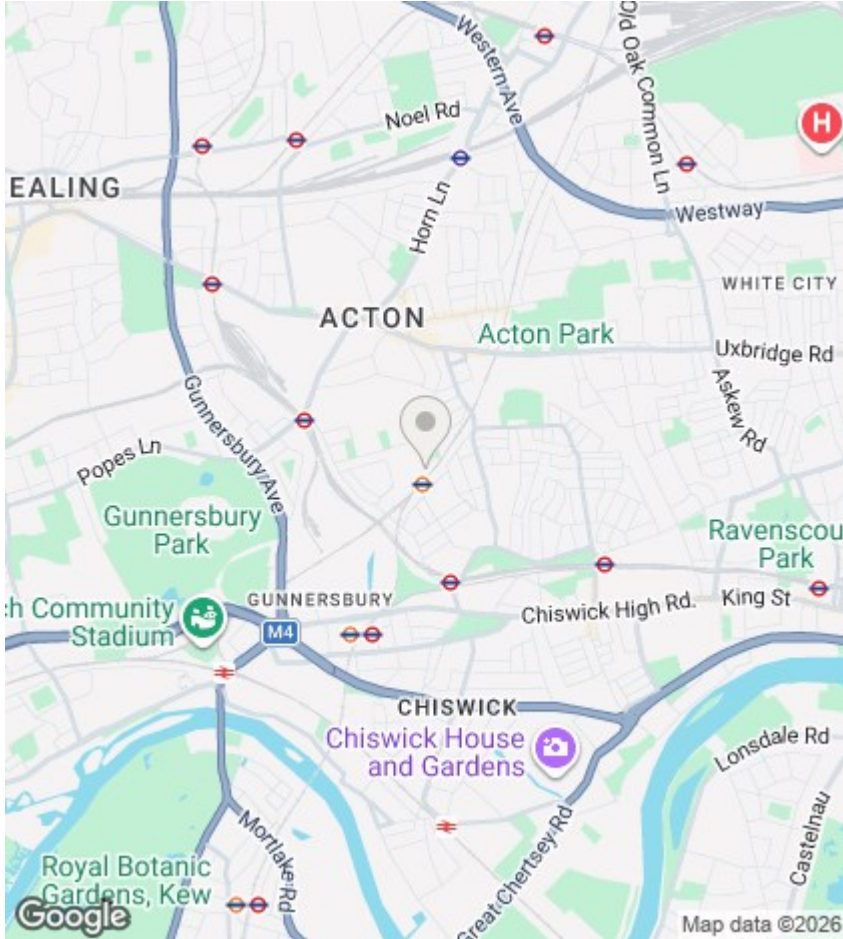 Western Ave
Old Oak Common Ln
Noel Rd
H
EALING
Horn Ln
Westway
WHITE CITY
ACTON
Acton Park
Uxbridge Rd
Askew Rd
Gunnersbury Ave
Popes Ln
Gunnersbury
Park
Ravenscou
Park
ch Community
Stadium
GUNNERSBURY
King St
Chiswick High Rd.
M4
CHISWICK
Chiswick House
and Gardens
Lonsdale Rd
Mortlake Rd
Great Chertsey Rd
Castelnau
Royal Botanic
Gardens, Kew
Google
Map data ©2026